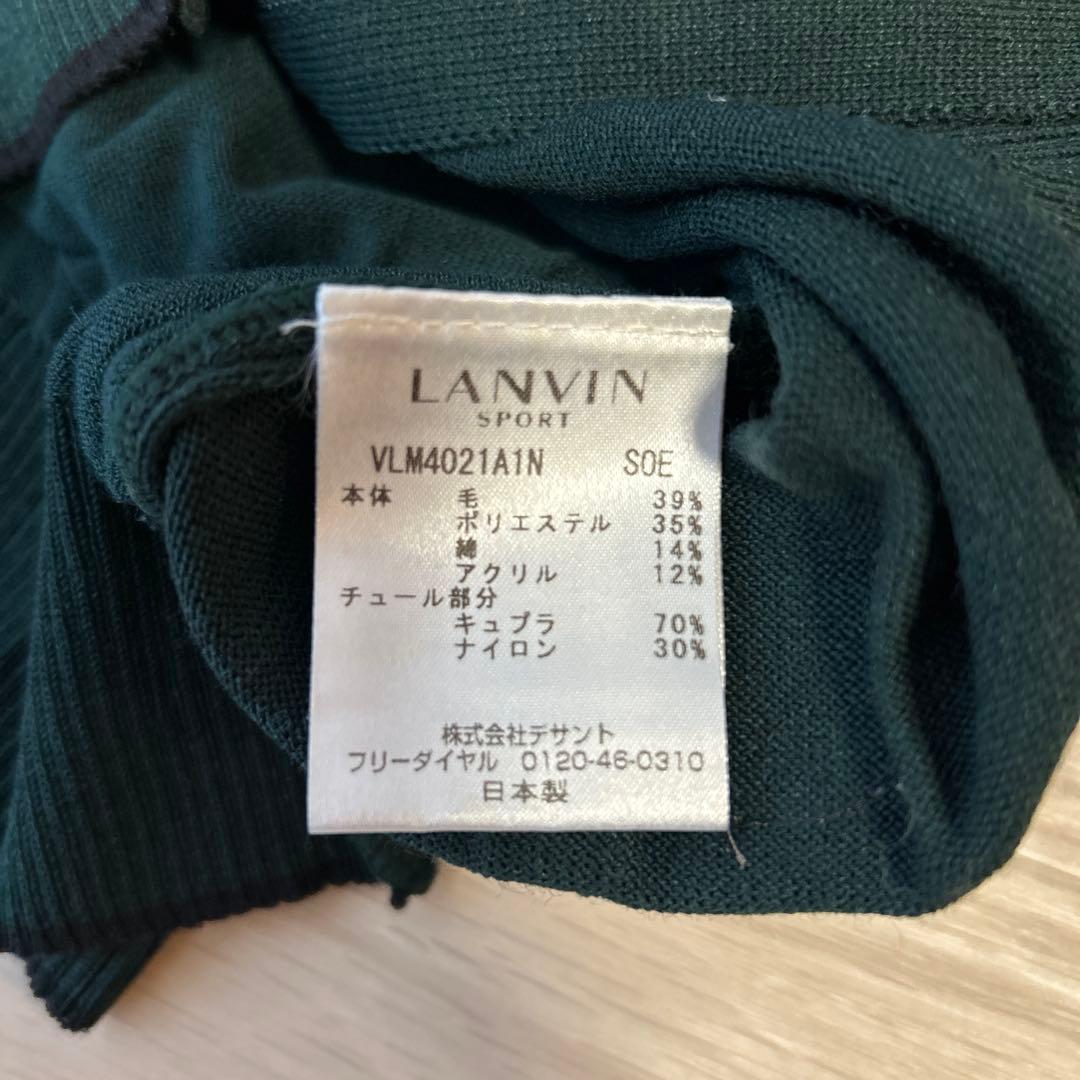 LANVIN
SPORT
VLM4021A1N SOE
本体 毛 39%
ポリエステル 35%
綿 14%
アクリル 12%
チュール部分
キュプラ 70%
ナイロン 30%
株式会社デサント
フリーダイヤル 0120-46-0310
日本製